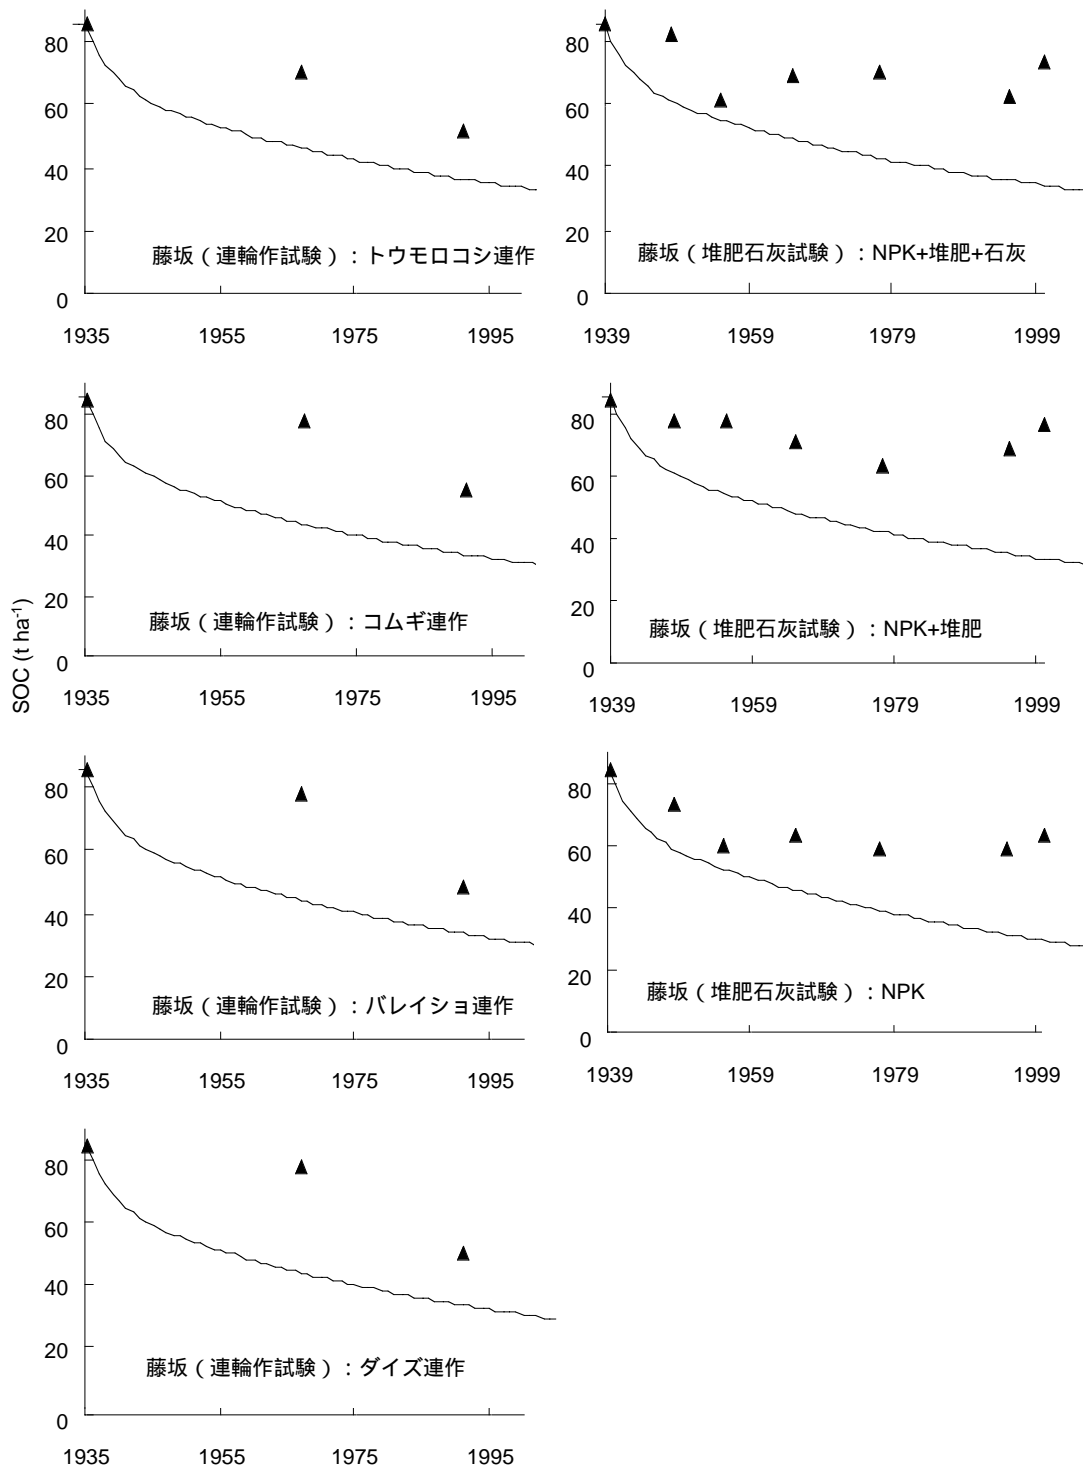 SOC (t ha-1)
80
60
40
20
0
藤坂（連輪作試験）：トウモロコシ連作
1935 1955 1975 1995
80
60
40
20
0
藤坂（堆肥石灰試験）：NPK+堆肥+石灰
1939 1959 1979 1999
80
60
40
20
0
藤坂（連輪作試験）：コムギ連作
1935 1955 1975 1995
80
60
40
20
0
藤坂（堆肥石灰試験）：NPK+堆肥
1939 1959 1979 1999
80
60
40
20
0
藤坂（連輪作試験）：バレイショ連作
1935 1955 1975 1995
80
60
40
20
0
藤坂（堆肥石灰試験）：NPK
1939 1959 1979 1999
80
60
40
20
0
藤坂（連輪作試験）：ダイズ連作
1935 1955 1975 1995